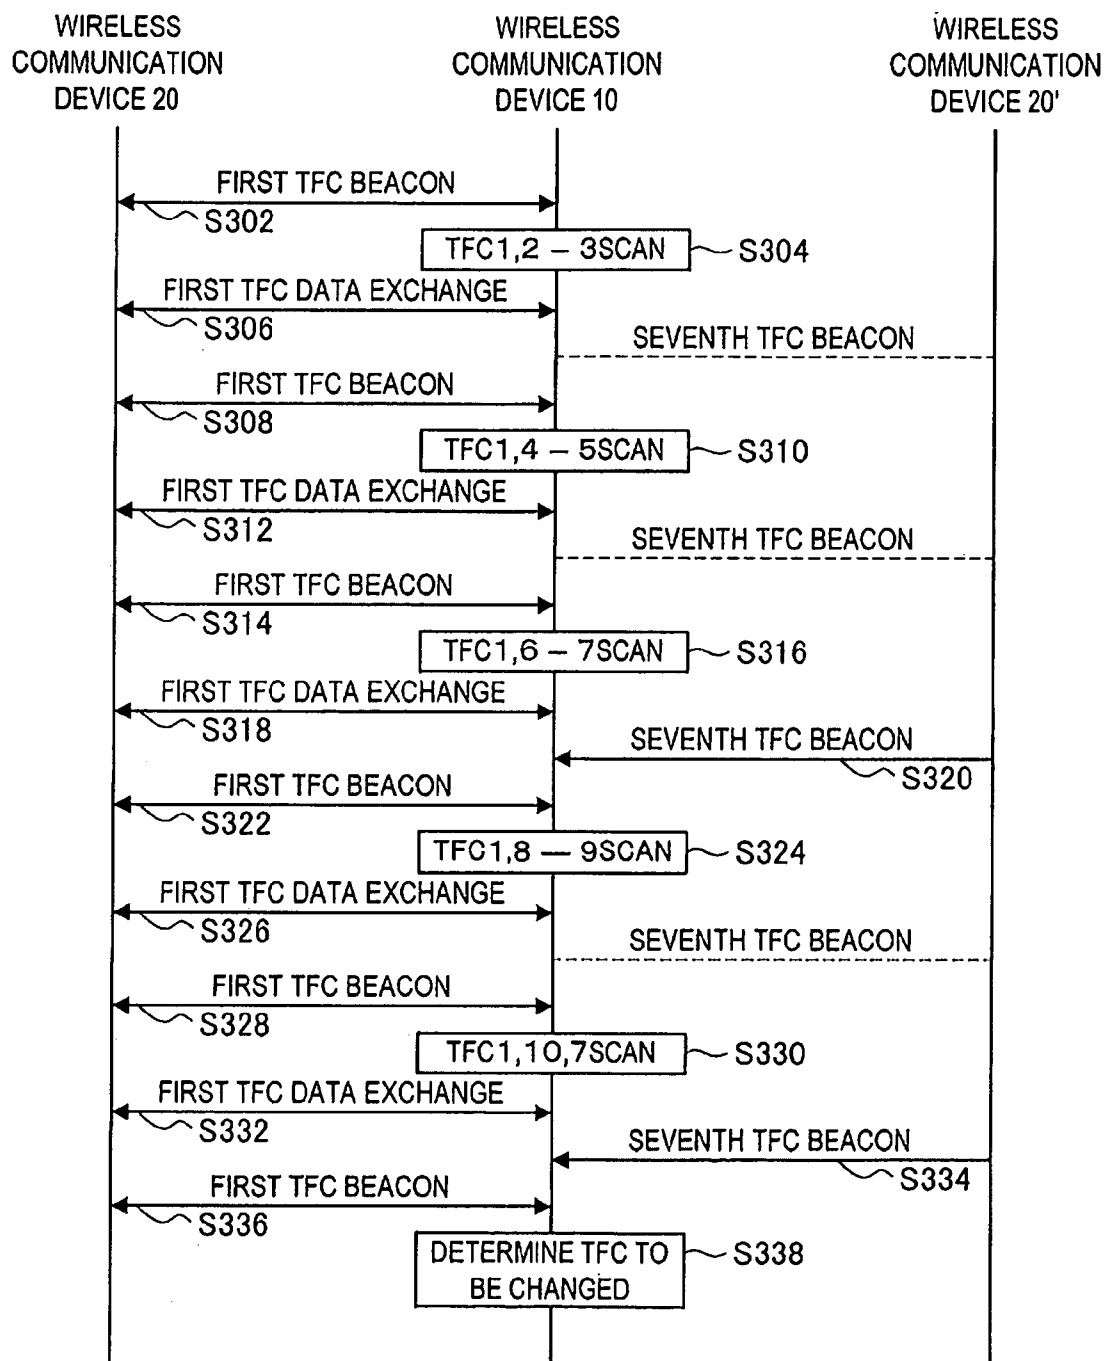 WIRELESS
COMMUNICATION
DEVICE 20
WIRELESS
COMMUNICATION
DEVICE 10
WIRELESS
COMMUNICATION
DEVICE 20'
FIRST TFC BEACON
S302
TFC1,2 – 3SCAN
S304
FIRST TFC DATA EXCHANGE
S306
SEVENTH TFC BEACON
FIRST TFC BEACON
S308
TFC1,4 – 5SCAN
S310
FIRST TFC DATA EXCHANGE
S312
SEVENTH TFC BEACON
FIRST TFC BEACON
S314
TFC1,6 – 7SCAN
S316
FIRST TFC DATA EXCHANGE
S318
SEVENTH TFC BEACON
S320
FIRST TFC BEACON
S322
TFC1,8 — 9SCAN
S324
FIRST TFC DATA EXCHANGE
S326
SEVENTH TFC BEACON
FIRST TFC BEACON
S328
TFC1,10,7SCAN
S330
FIRST TFC DATA EXCHANGE
S332
SEVENTH TFC BEACON
S334
FIRST TFC BEACON
S336
DETERMINE TFC TO
BE CHANGED
S338